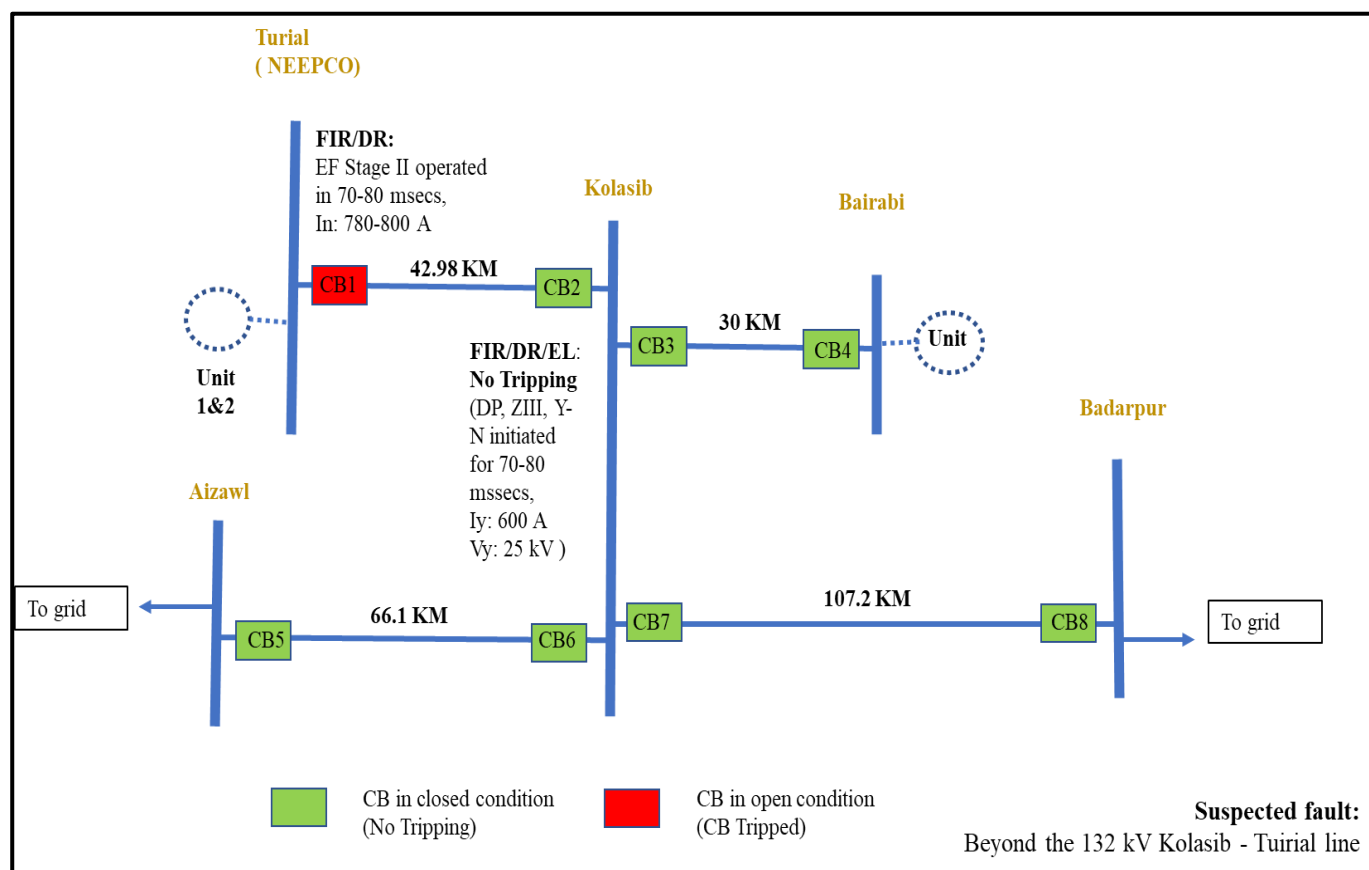 Turial
( NEEPCO)
FIR/DR:
EF Stage II operated
in 70-80 msecs,
In: 780-800 A
Kolasib
Bairabi
CB1
42.98 KM
CB2
30 KM
CB3
CB4
Unit
Unit
1&2
FIR/DR/EL:
No Tripping
(DP, ZIII, Y-
N initiated
for 70-80
mssecs,
Iy: 600 A
Vy: 25 kV )
Badarpur
Aizawl
To grid
CB5
66.1 KM
CB6
CB7
107.2 KM
CB8
To grid
CB in closed condition
(No Tripping)
CB in open condition
(CB Tripped)
Suspected fault:
Beyond the 132 kV Kolasib - Tuirial line